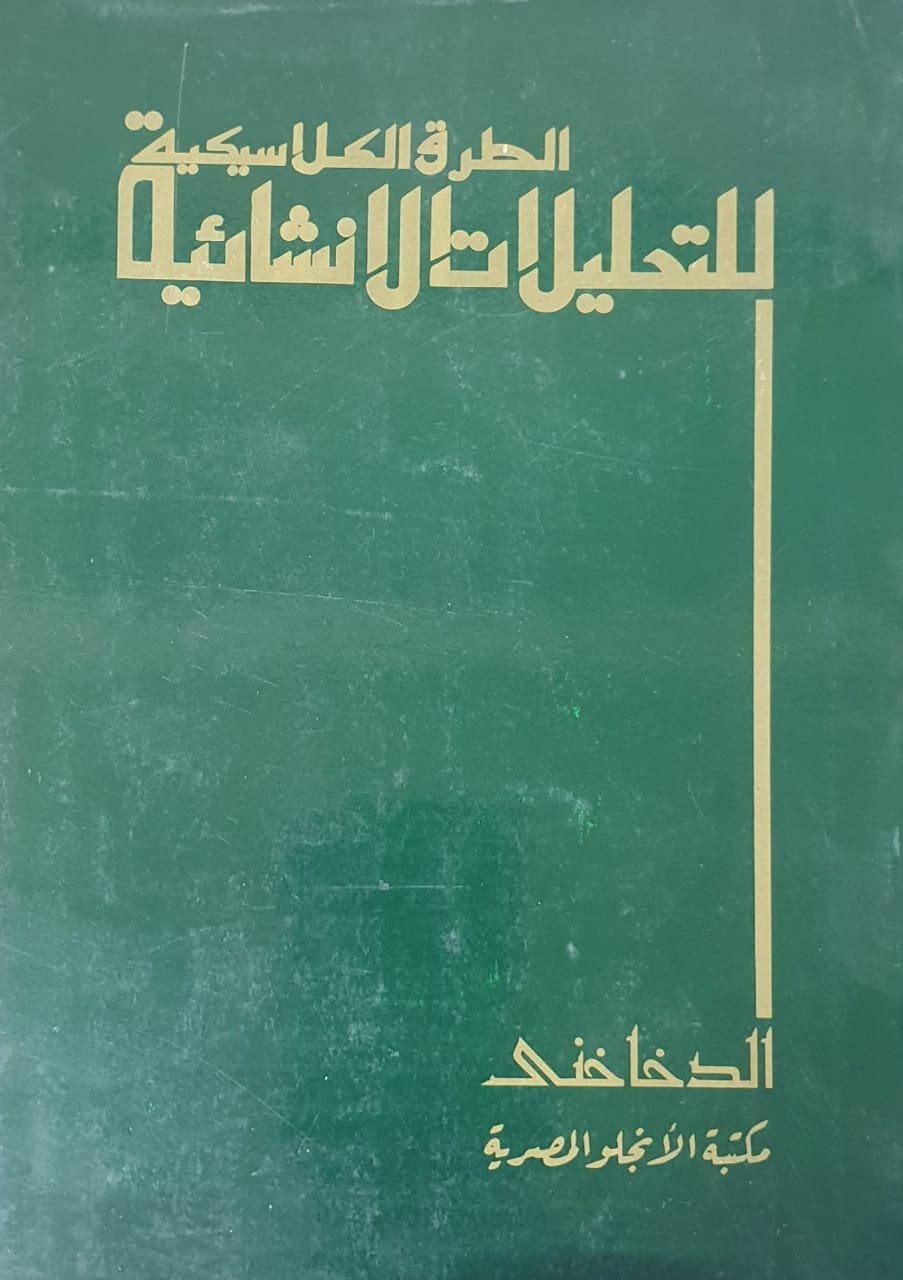 الطرق الكلاسيكية
للتحليلات الانشائية
الدخاخنى
مكتبة الأنجلو المصرية